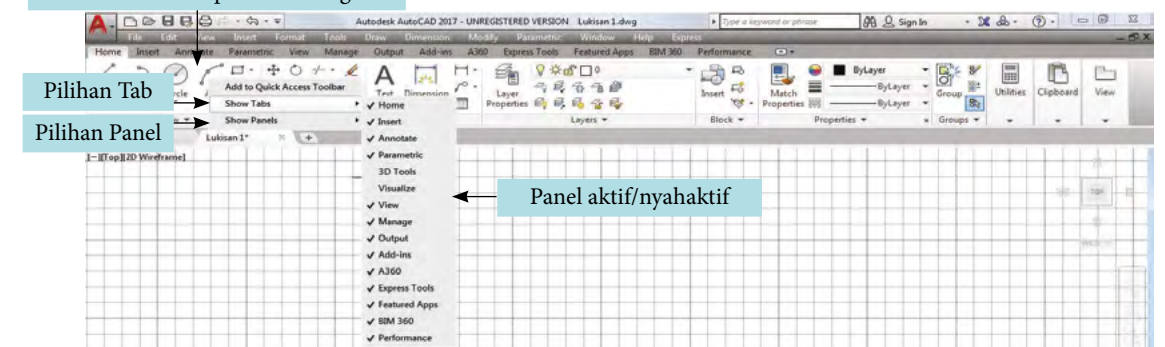 Autodesk AutoCAD 2017 - UNREGISTERED VERSION Lukisan 1.dwg Type a keyword or phrase Sign In
File Edit View Insert Format Tools Draw Dimension Modify Parametric Window Help Express
Home Insert Annotate Parametric View Manage Output Add-ins A360 Express Tools Featured Apps BIM 360 Performance
Pilihan Tab
Pilihan Panel
Add to Quick Access Toolbar
Show Tabs
Show Panels
Text Dimension
Layer Properties
Layers
Insert
Block
Match Properties
ByLayer
ByLayer
ByLayer
Properties
Group
Groups
Utilities
Clipboard
View
Lukisan 1*
[−][Top][2D Wireframe]
Home
Insert
Annotate
Parametric
3D Tools
Visualize
View
Manage
Output
Add-ins
A360
Express Tools
Featured Apps
BIM 360
Performance
Panel aktif/nyahaktif
TOP